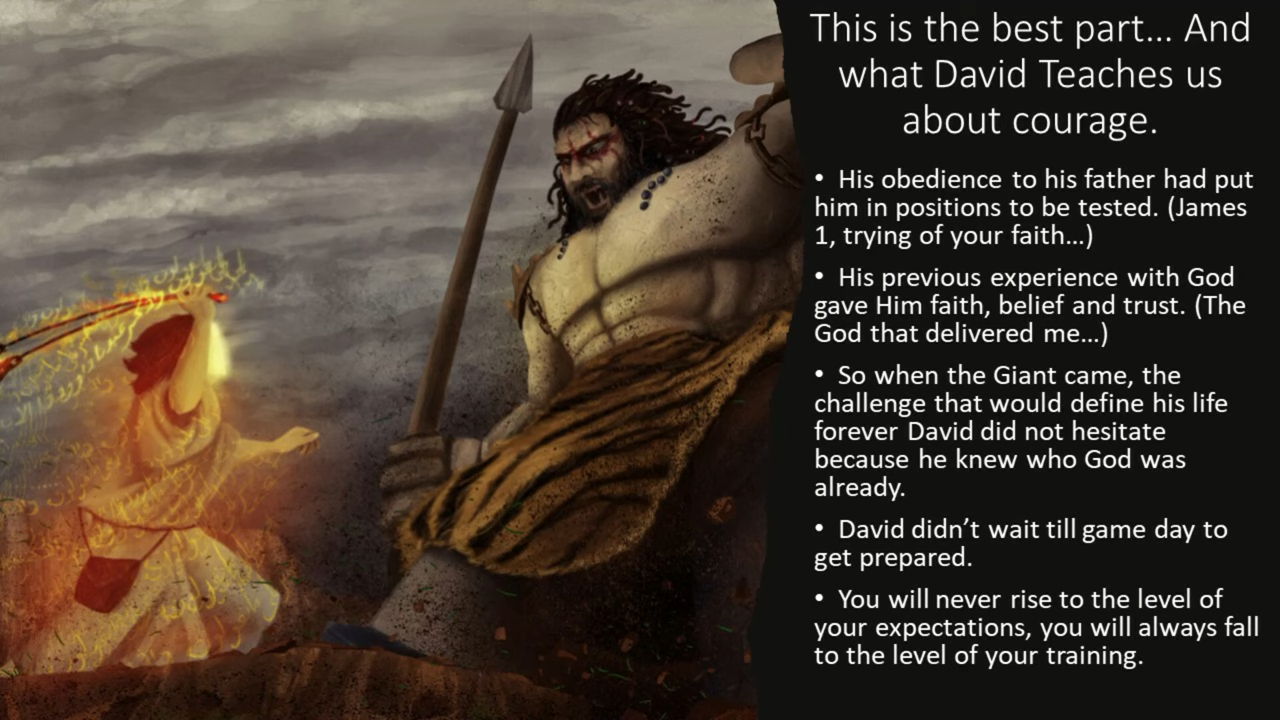 This is the best part... And
what David Teaches us
about courage.
• His obedience to his father had put
him in positions to be tested. (James
1, trying of your faith...)
• His previous experience with God
gave Him faith, belief and trust. (The
God that delivered me...)
• So when the Giant came, the
challenge that would define his life
forever David did not hesitate
because he knew who God was
already.
• David didn’t wait till game day to
get prepared.
• You will never rise to the level of
your expectations, you will always fall
to the level of your training.